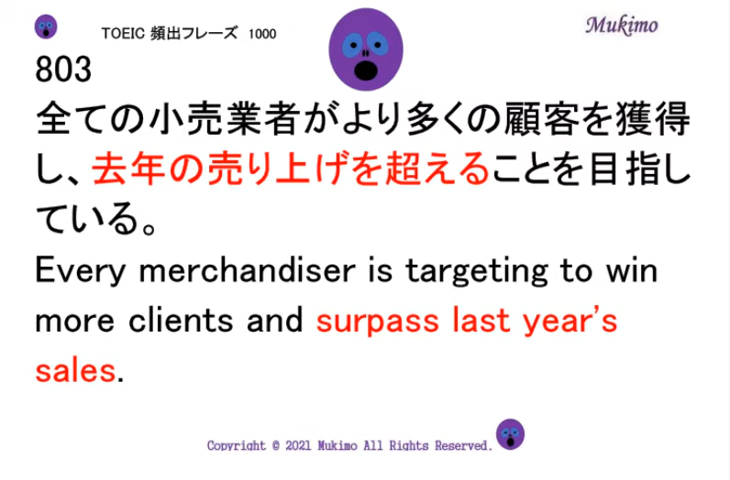 TOEIC 頻出フレーズ 1000
Mukimo
803
全ての小売業者がより多くの顧客を獲得
し、去年の売り上げを超えることを目指し
ている。
Every merchandiser is targeting to win
more clients and surpass last year's
sales.
Copyright © 2021 Mukimo All Rights Reserved.